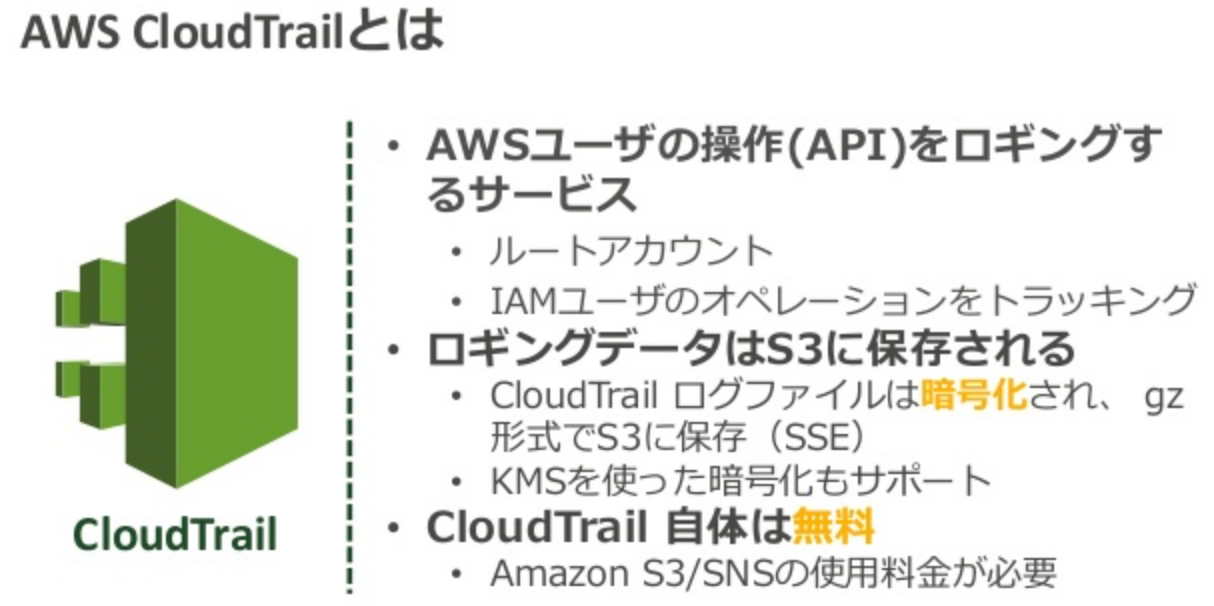 AWS CloudTrailとは
• AWSユーザの操作(API)をロギングす
るサービス
• ルートアカウント
• IAMユーザのオペレーションをトラッキング
• ロギングデータはS3に保存される
• CloudTrail ログファイルは暗号化され、 gz
形式でS3に保存（SSE）
• KMSを使った暗号化もサポート
• CloudTrail 自体は無料
• Amazon S3/SNSの使用料金が必要
CloudTrail